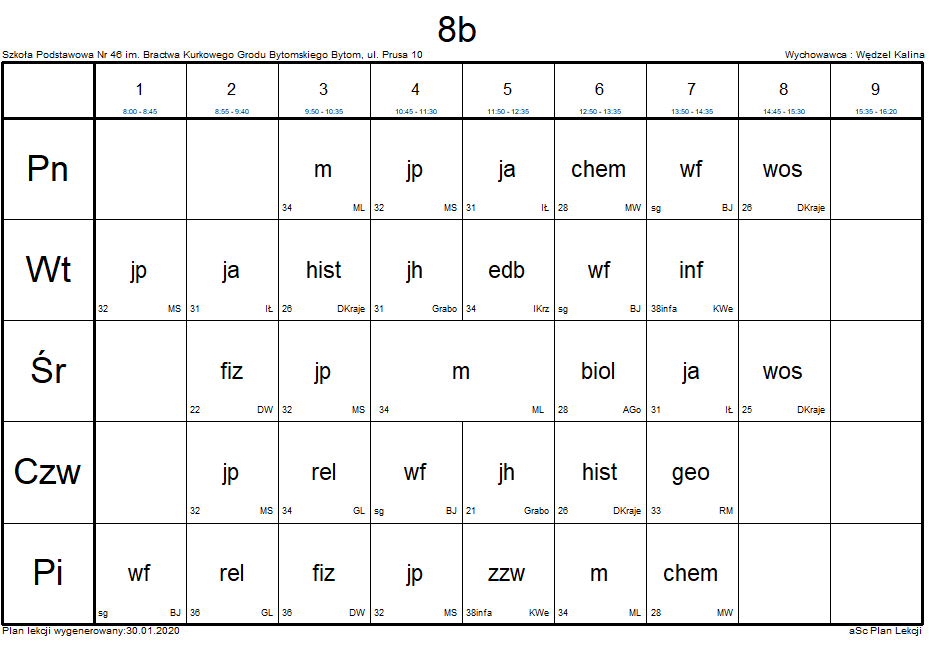 8b
Szkoła Podstawowa Nr 46 im. Bractwa Kurkowego Grodu Bytomskiego Bytom, ul. Prusa 10 Wychowawca : Wędzel Kalina
1 2 3 4 5 6 7 8 9
8:00 - 8:45 8:55 - 9:40 9:50 - 10:35 10:45 - 11:30 11:50 - 12:35 12:50 - 13:35 13:50 - 14:35 14:45 - 15:30 15:35 - 16:20
Pn m jp ja chem wf wos
34 ML 32 MS 31 IŁ 28 MW sg BJ 26 DKraje
Wt jp ja hist jh edb wf inf
32 MS 31 IŁ 26 DKraje 31 Grabo 34 IKrz sg BJ 38infa KWe
Śr fiz jp m biol ja wos
22 DW 32 MS 34 ML 28 AGo 31 IŁ 25 DKraje
Czw jp rel wf jh hist geo
32 MS 34 GL sg BJ 21 Grabo 26 DKraje 33 RM
Pi wf rel fiz jp zzw m chem
sg BJ 36 GL 36 DW 32 MS 38infa KWe 34 ML 28 MW
Plan lekcji wygenerowany:30.01.2020 aSc Plan Lekcji